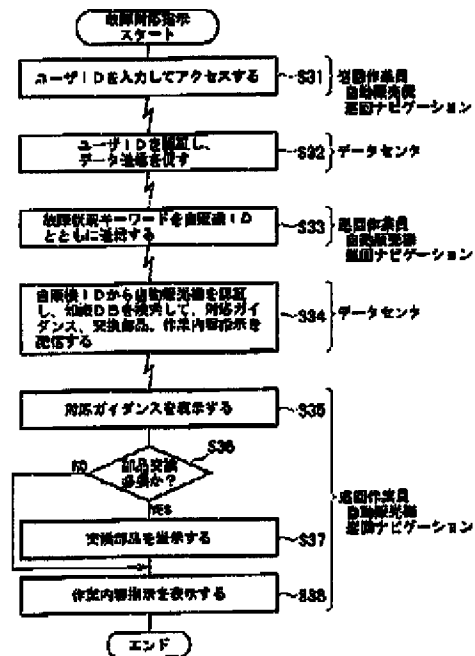 故障対応指示
スタート
ユーザIDを入力してアクセスする
S31
巡回作業員
自動販売機
巡回ナビゲーション
ユーザIDを認証し、
データ送信を促す
S32
データセンタ
故障状況キーワードを自販機ID
とともに送信する
S33
巡回作業員
自動販売機
巡回ナビゲーション
自販機IDから自動販売機を認証
し、知識DBを検索して、対応ガイ
ダンス、交換部品、作業内容指示を
配信する
S34
データセンタ
対応ガイダンスを表示する
S35
部品交換
必要か?
S36
NO
YES
巡回作業員
自動販売機
巡回ナビゲーション
交換部品を表示する
S37
作業内容指示を表示する
S38
エンド